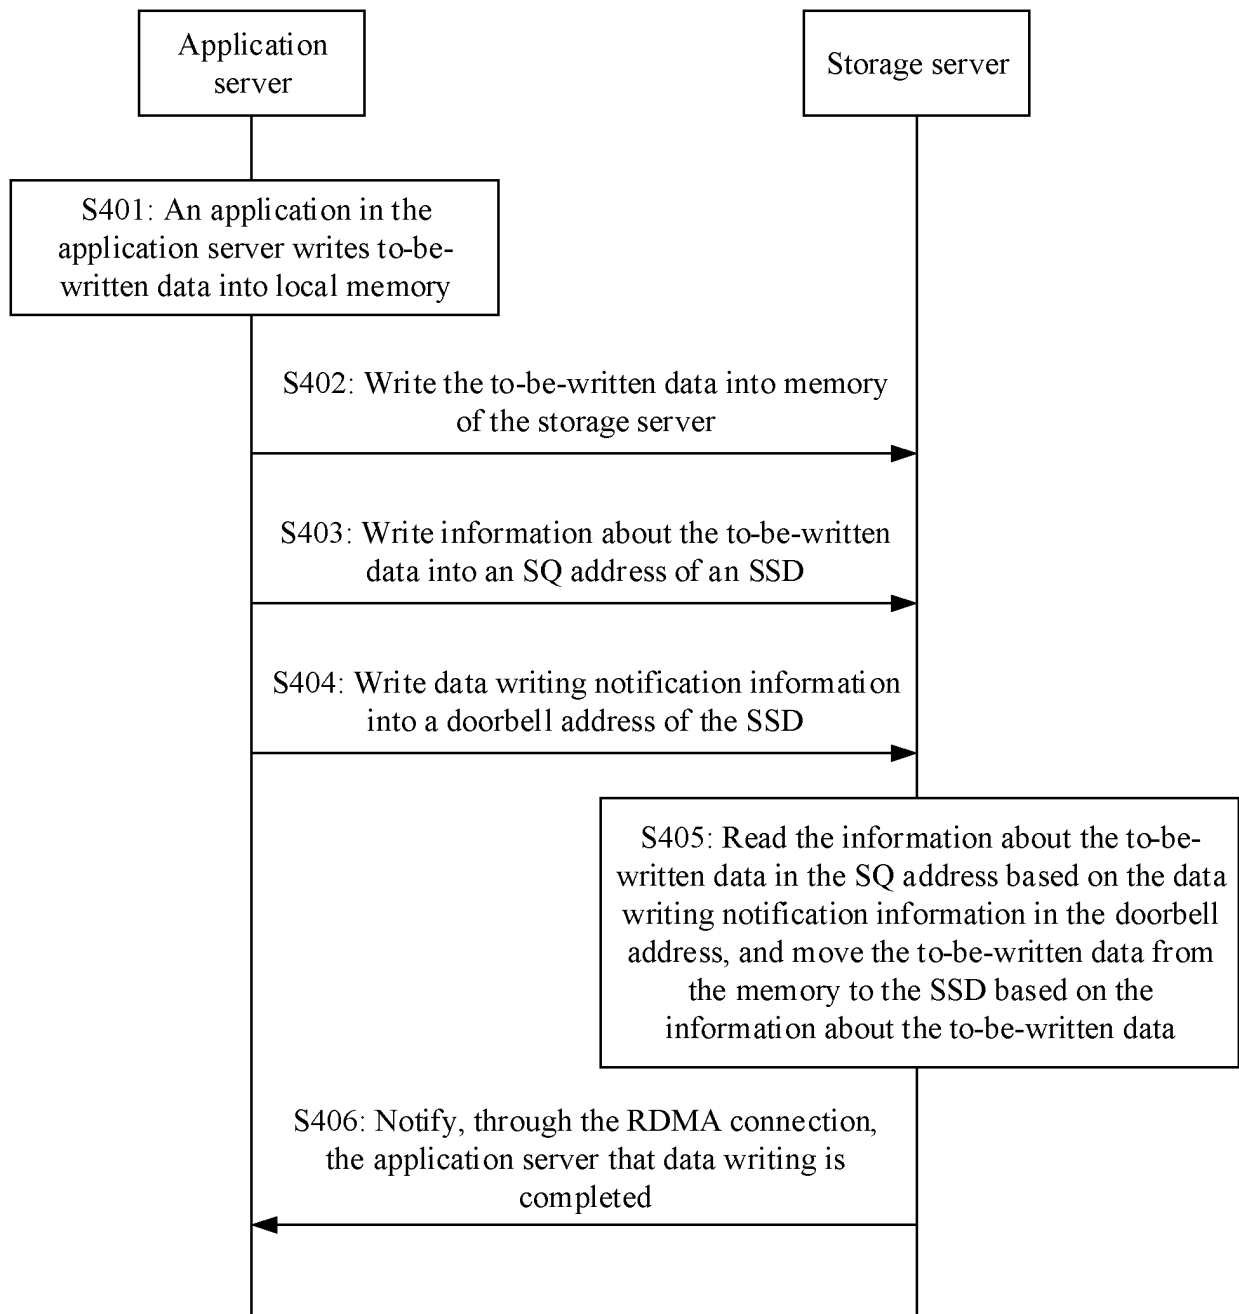 Application
server
Storage server
S401: An application in the
application server writes to-be-
written data into local memory
S402: Write the to-be-written data into memory
of the storage server
S403: Write information about the to-be-written
data into an SQ address of an SSD
S404: Write data writing notification information
into a doorbell address of the SSD
S405: Read the information about the to-be-
written data in the SQ address based on the data
writing notification information in the doorbell
address, and move the to-be-written data from
the memory to the SSD based on the
information about the to-be-written data
S406: Notify, through the RDMA connection,
the application server that data writing is
completed